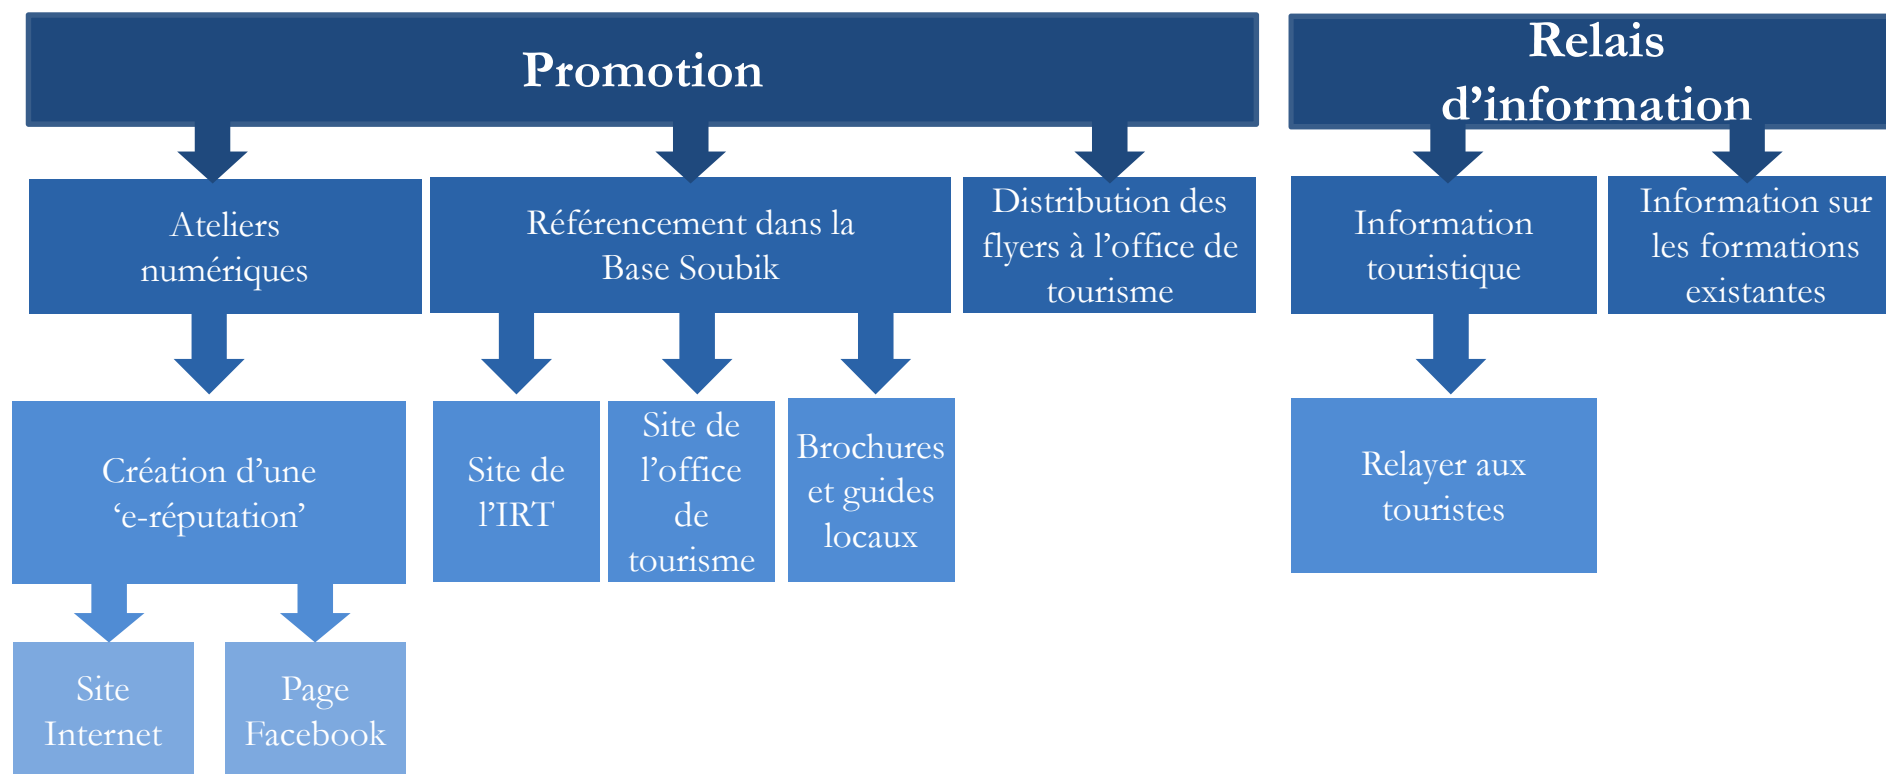 Promotion
Relais
d’information
Ateliers
numériques
Référencement dans la
Base Soubik
Distribution des
flyers à l’office de
tourisme
Information
touristique
Information sur
les formations
existantes
Création d’une
‘e-réputation’
Site de
l’IRT
Site de
l’office
de
tourisme
Brochures
et guides
locaux
Relayer aux
touristes
Site
Internet
Page
Facebook